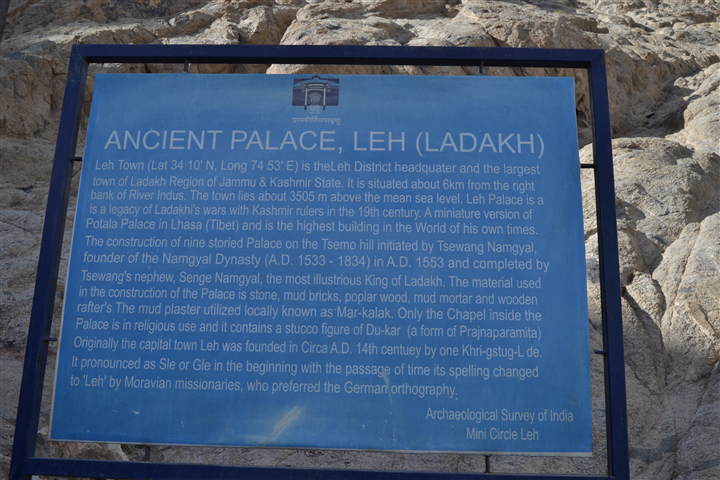 ANCIENT PALACE, LEH (LADAKH)
Leh Town (Lat 34 10' N, Long 74 53' E) is theLeh District headquater and the largest
town of Ladakh Region of Jammu & Kashmir State. It is situated about 6km from the right
bank of River Indus. The town lies about 3505 m above the mean sea level. Leh Palace is a
is a legacy of Ladakhi's wars with Kashmir rulers in the 19th century. A miniature version of
Potala Palace in Lhasa (Tibet) and is the highest building in the World of his own times.
The construction of nine storied Palace on the Tsemo hill initiated by Tsewang Namgyal,
founder of the Namgyal Dynasty (A.D. 1533 - 1834) in A.D. 1553 and completed by
Tsewang's nephew, Senge Namgyal, the most illustrious King of Ladakh. The material used
in the construction of the Palace is stone, mud bricks, poplar wood, mud mortar and wooden
rafter's The mud plaster utilized locally known as Mar-kalak. Only the Chapel inside the
Palace is in religious use and it contains a stucco figure of Du-kar (a form of Prajnaparamita)
Originally the capital town Leh was founded in Circa A.D. 14th centuey by one Khri-gstug-L de.
It pronounced as Sle or Gle in the beginning with the passage of time its spelling changed
to 'Leh' by Moravian missionaries, who preferred the German orthography.
Archaeological Survey of India
Mini Circle Leh